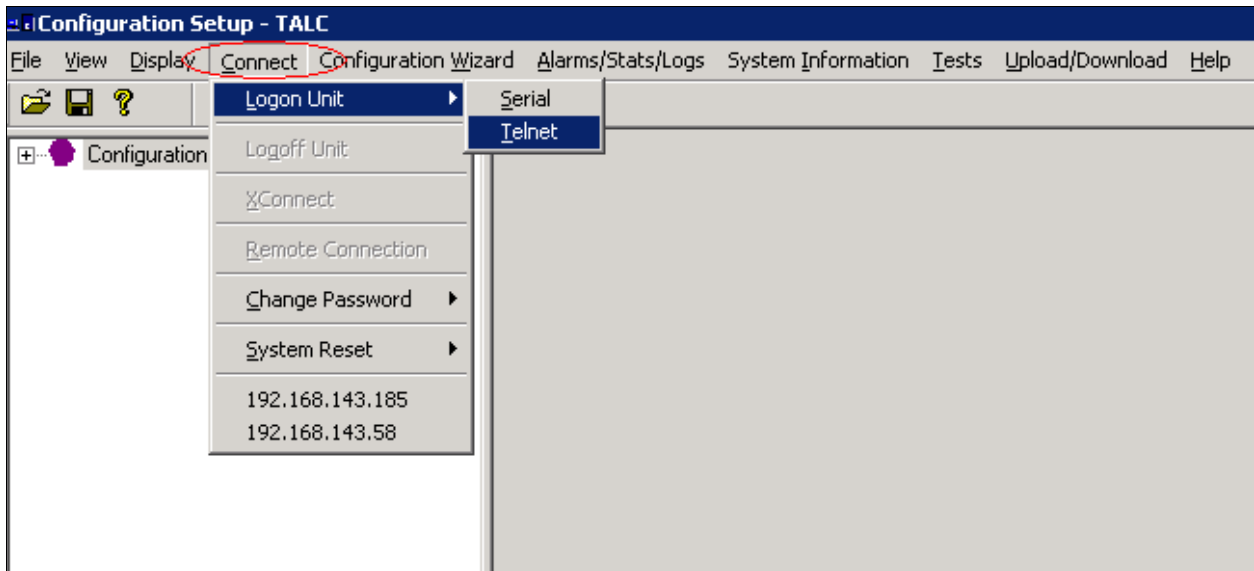 Configuration Setup - TALC
File View Display Connect Configuration Wizard Alarms/Stats/Logs System Information Tests Upload/Download Help
Logon Unit
Serial
Telnet
Configuration
Logoff Unit
XConnect
Remote Connection
Change Password
System Reset
192.168.143.185
192.168.143.58